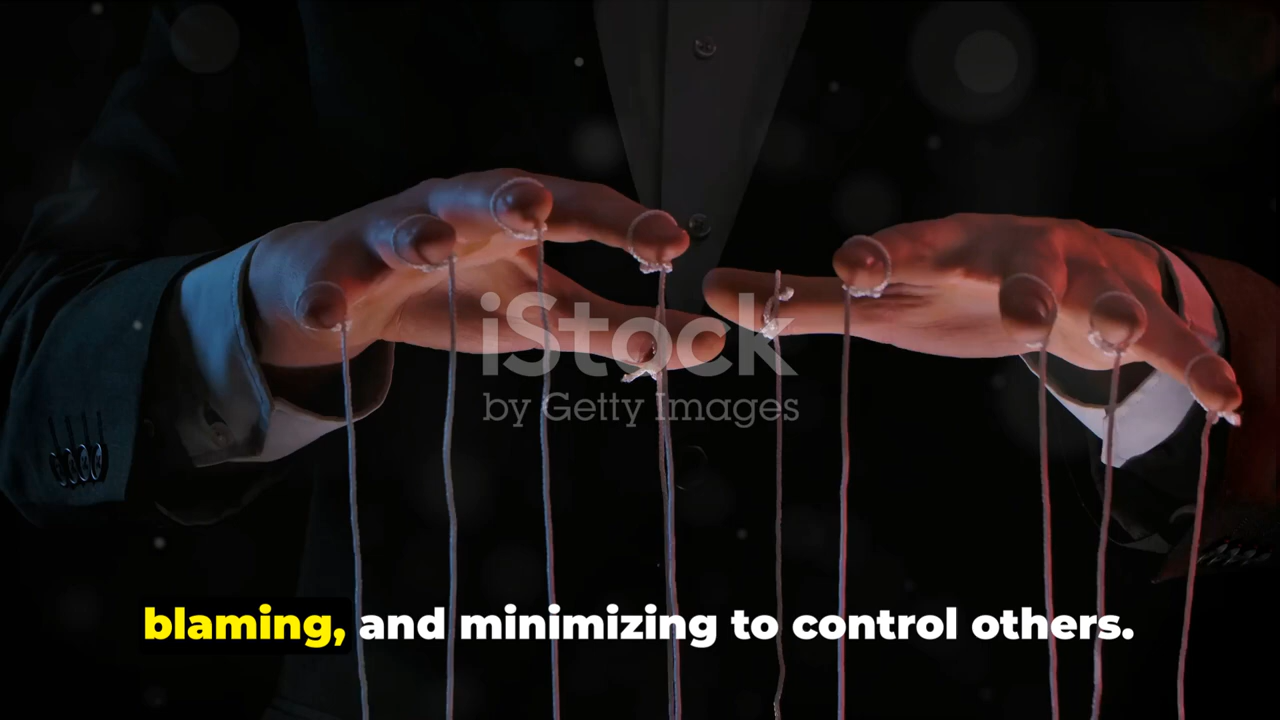 iStock
by Getty Images
blaming, and minimizing to control others.